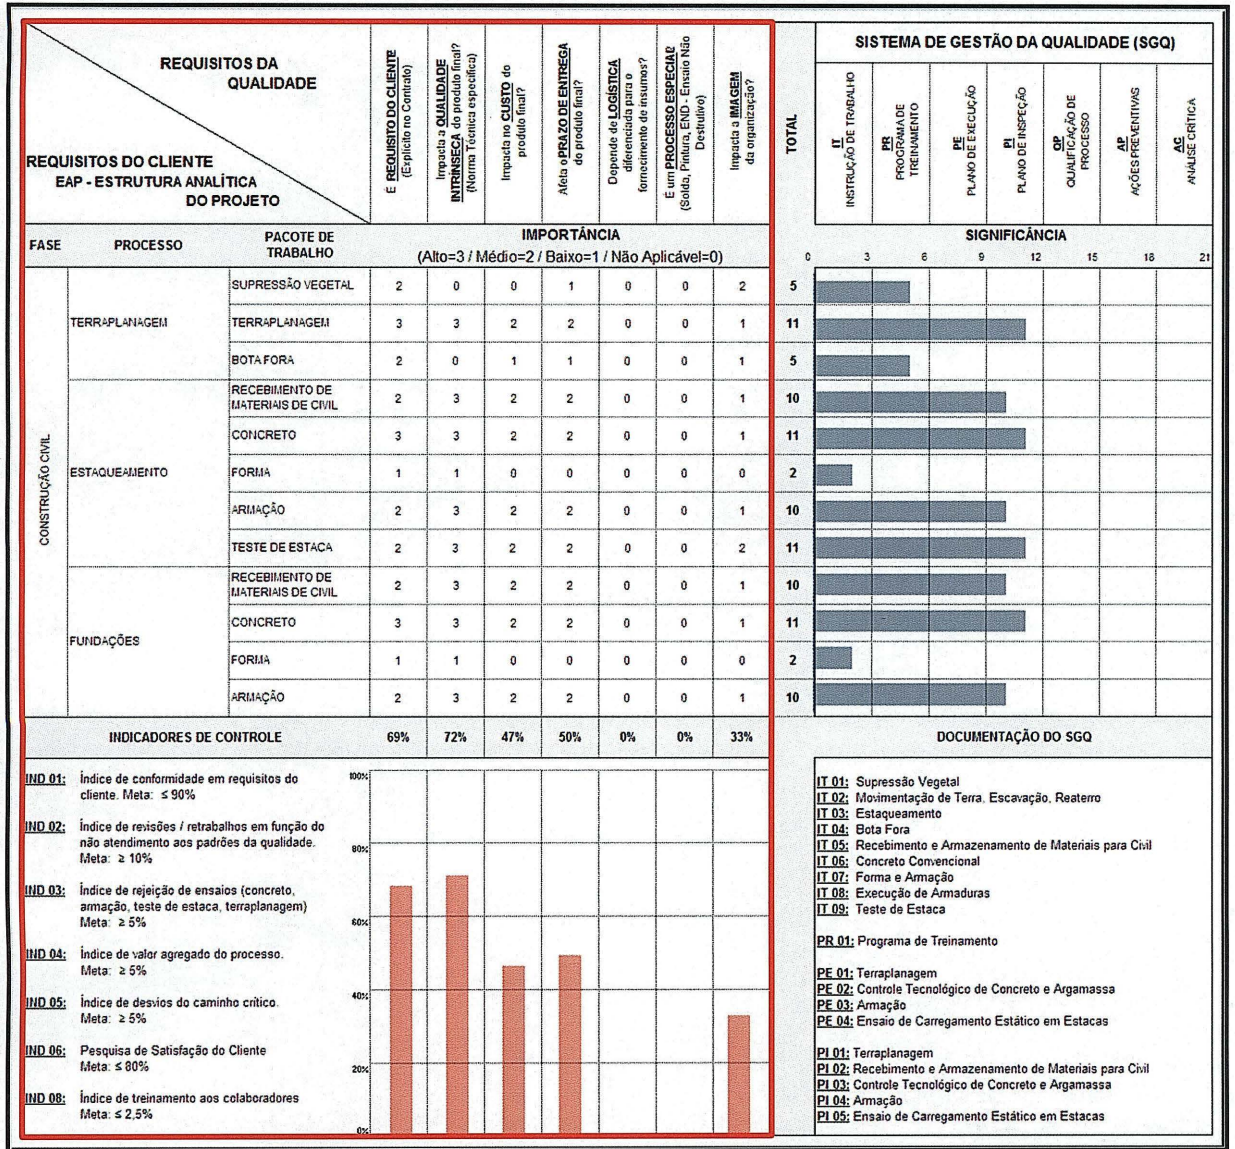 REQUISITOS DA
QUALIDADE
REQUISITOS DO CLIENTE
EAP - ESTRUTURA ANALÍTICA
DO PROJETO
É REQUISITO DO CLIENTE
(Explícito no Contrato)
Impacta a QUALIDADE
INTRÍNSECA do produto final?
(Norma Técnica específica)
Impacta no CUSTO do
produto final?
Afeta o PRAZO DE ENTREGA
do produto final?
Depende de LOGÍSTICA
diferenciada para o
fornecimento de insumos?
É um PROCESSO ESPECIAL?
(Solda, Pintura, END - Ensaio Não
Destrutivo)
Impacta a IMAGEM
da organização?
TOTAL
SISTEMA DE GESTÃO DA QUALIDADE (SGQ)
IT
INSTRUÇÃO DE TRABALHO
PR
PROGRAMA DE
TREINAMENTO
PE
PLANO DE EXECUÇÃO
PI
PLANO DE INSPEÇÃO
QP
QUALIFICAÇÃO DE
PROCESSO
AP
AÇÕES PREVENTIVAS
AC
ANÁLISE CRÍTICA
FASE PROCESSO PACOTE DE
TRABALHO
IMPORTÂNCIA
(Alto=3 / Médio=2 / Baixo=1 / Não Aplicável=0)
SIGNIFICÂNCIA
0 3 6 9 12 15 18 21
CONSTRUÇÃO CIVIL
TERRAPLANAGEM
SUPRESSÃO VEGETAL 2 0 0 1 0 0 2 5
TERRAPLANAGEM 3 3 2 2 0 0 1 11
BOTA FORA 2 0 1 1 0 0 1 5
ESTAQUEAMENTO
RECEBIMENTO DE
MATERIAIS DE CIVIL 2 3 2 2 0 0 1 10
CONCRETO 3 3 2 2 0 0 1 11
FORMA 1 1 0 0 0 0 0 2
ARMAÇÃO 2 3 2 2 0 0 1 10
TESTE DE ESTACA 2 3 2 2 0 0 2 11
FUNDAÇÕES
RECEBIMENTO DE
MATERIAIS DE CIVIL 2 3 2 2 0 0 1 10
CONCRETO 3 3 2 2 0 0 1 11
FORMA 1 1 0 0 0 0 0 2
ARMAÇÃO 2 3 2 2 0 0 1 10
INDICADORES DE CONTROLE 69% 72% 47% 50% 0% 0% 33%
DOCUMENTAÇÃO DO SGQ
IND 01: Índice de conformidade em requisitos do
cliente. Meta: ≤ 90%
IND 02: Índice de revisões / retrabalhos em função do
não atendimento aos padrões da qualidade.
Meta: ≥ 10%
IND 03: Índice de rejeição de ensaios (concreto,
armação, teste de estaca, terraplanagem)
Meta: ≥ 5%
IND 04: Índice de valor agregado do processo.
Meta: ≥ 5%
IND 05: Índice de desvios do caminho crítico.
Meta: ≥ 5%
IND 06: Pesquisa de Satisfação do Cliente
Meta: ≤ 80%
IND 08: Índice de treinamento aos colaboradores
Meta: ≤ 2,5%
100%
80%
60%
40%
20%
0%
IT 01: Supressão Vegetal
IT 02: Movimentação de Terra, Escavação, Reaterro
IT 03: Estaqueamento
IT 04: Bota Fora
IT 05: Recebimento e Armazenamento de Materiais para Civil
IT 06: Concreto Convencional
IT 07: Forma e Armação
IT 08: Execução de Armaduras
IT 09: Teste de Estaca
PR 01: Programa de Treinamento
PE 01: Terraplanagem
PE 02: Controle Tecnológico de Concreto e Argamassa
PE 03: Armação
PE 04: Ensaio de Carregamento Estático em Estacas
PI 01: Terraplanagem
PI 02: Recebimento e Armazenamento de Materiais para Civil
PI 03: Controle Tecnológico de Concreto e Argamassa
PI 04: Armação
PI 05: Ensaio de Carregamento Estático em Estacas